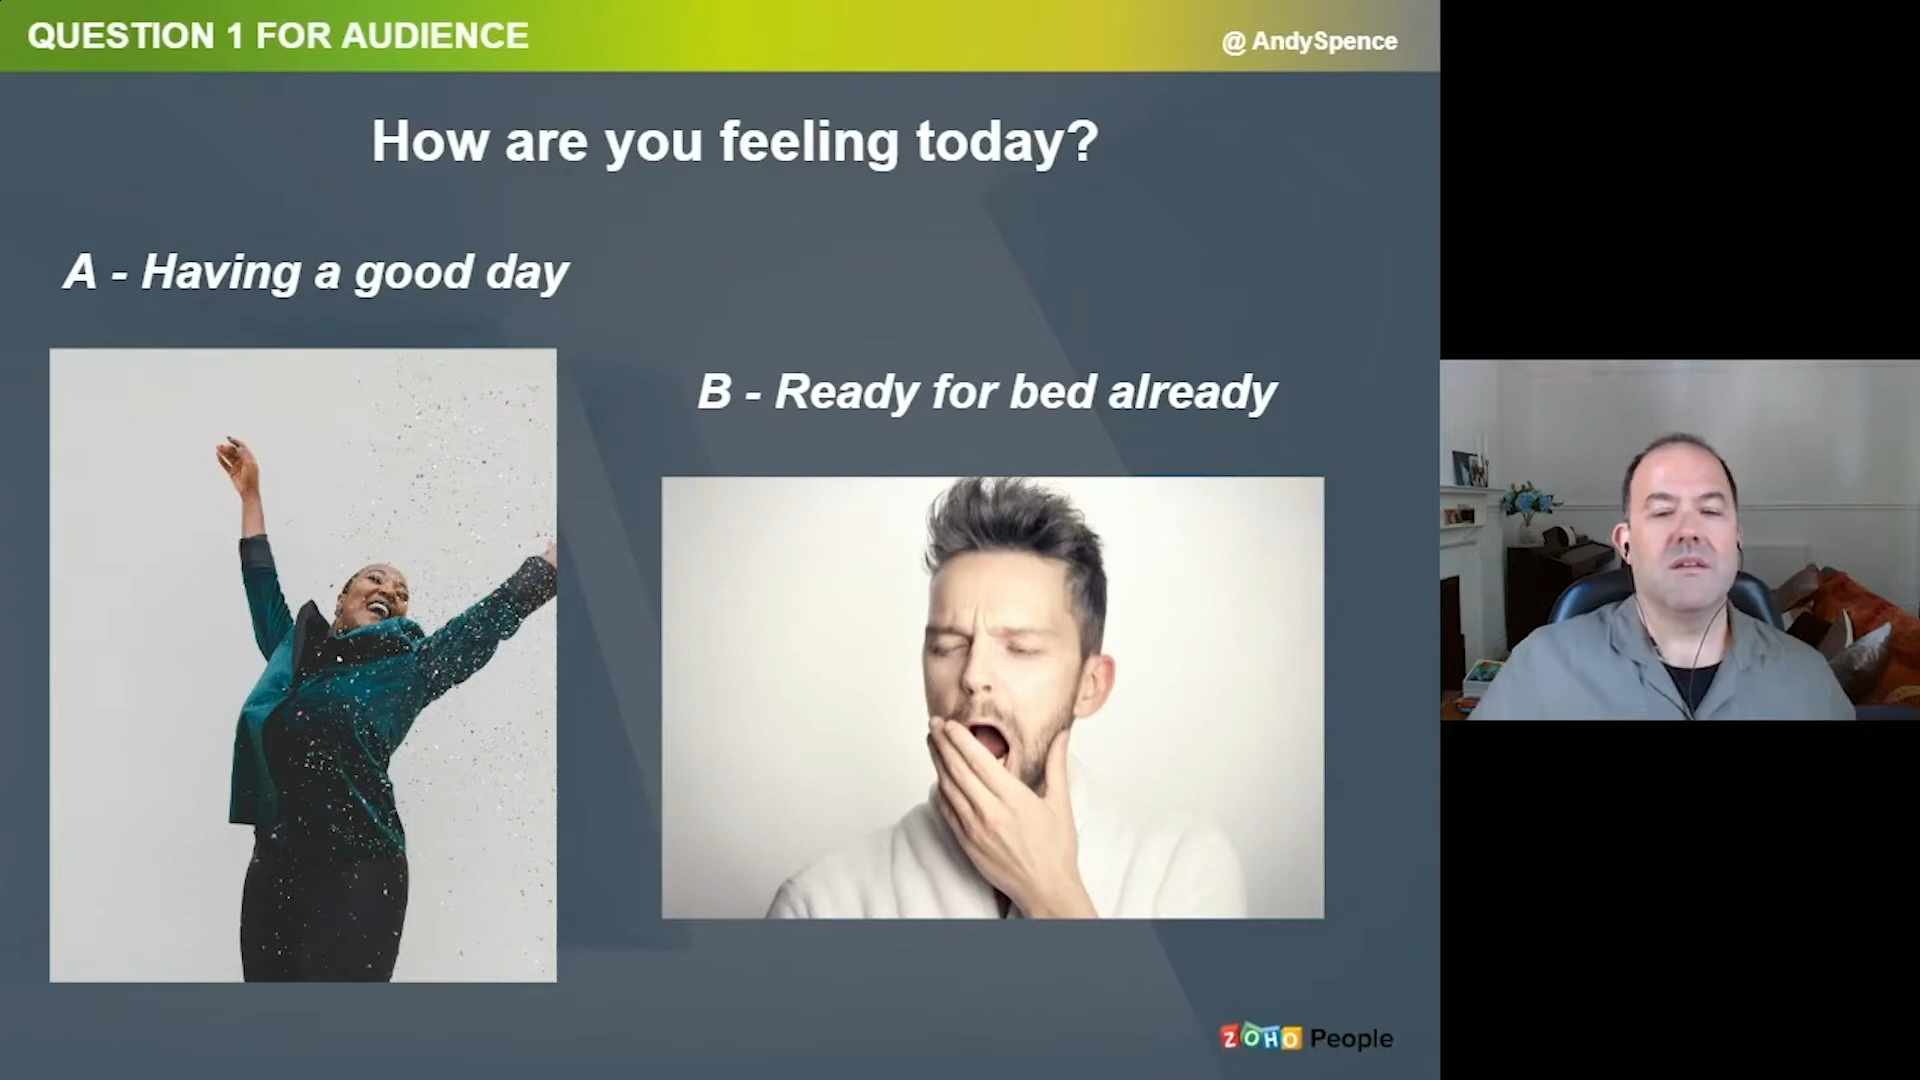 QUESTION 1 FOR AUDIENCE
@AndySpence
How are you feeling today?
A - Having a good day
B - Ready for bed already
ZOHO People